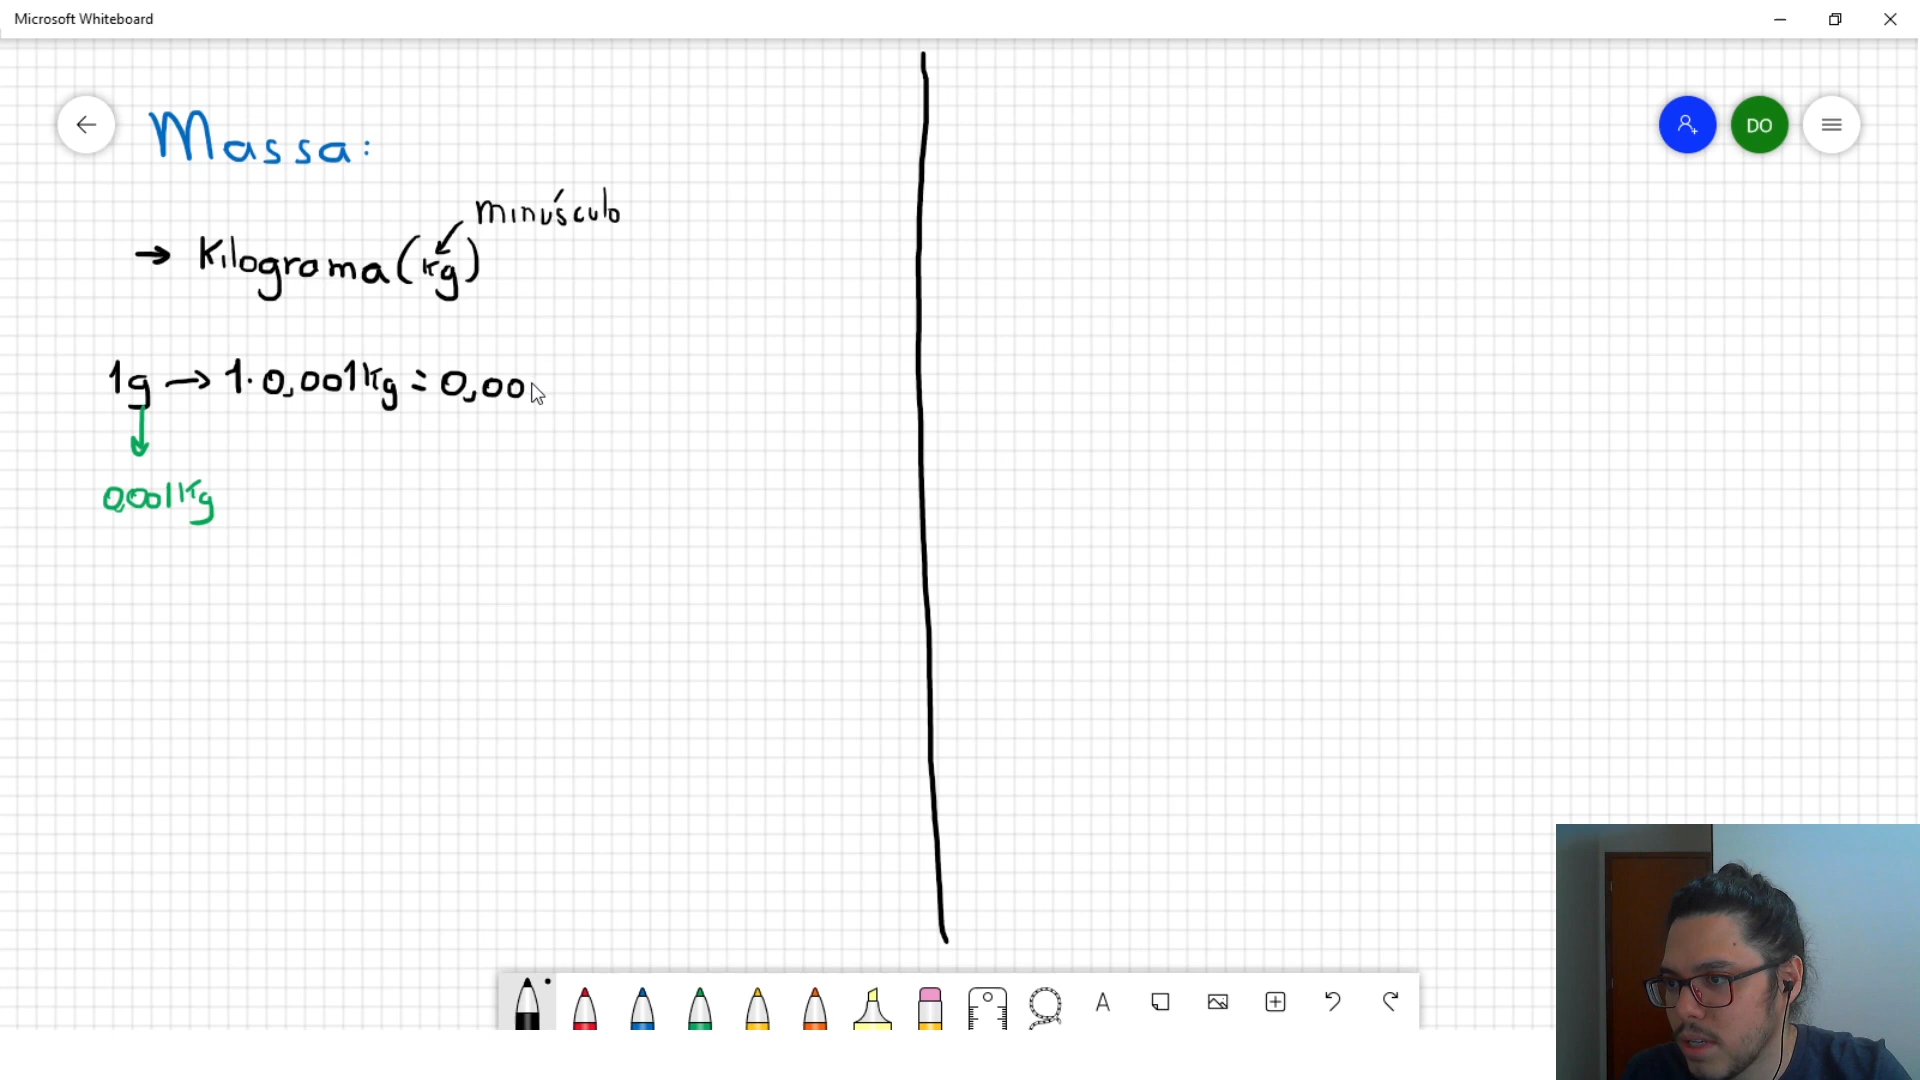 Microsoft Whiteboard
Massa:
DO
minúsculo
→ Kilograma (kg)
1g → 1·0,001kg = 0,00
0,001kg
A